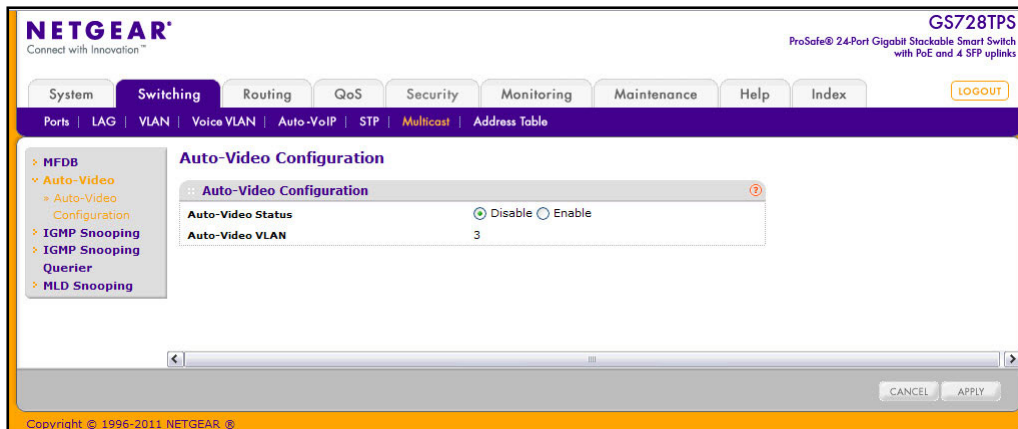 NETGEAR®
Connect with Innovation™
GS728TPS
ProSafe® 24-Port Gigabit Stackable Smart Switch
with PoE and 4 SFP uplinks
System Switching Routing QoS Security Monitoring Maintenance Help Index LOGOUT
Ports | LAG | VLAN | Voice VLAN | Auto-VoIP | STP | Multicast | Address Table
MFDB
Auto-Video
» Auto-Video
Configuration
IGMP Snooping
IGMP Snooping
Querier
MLD Snooping
Auto-Video Configuration
Auto-Video Configuration ?
Auto-Video Status Disable Enable
Auto-Video VLAN 3
CANCEL APPLY
Copyright © 1996-2011 NETGEAR ®